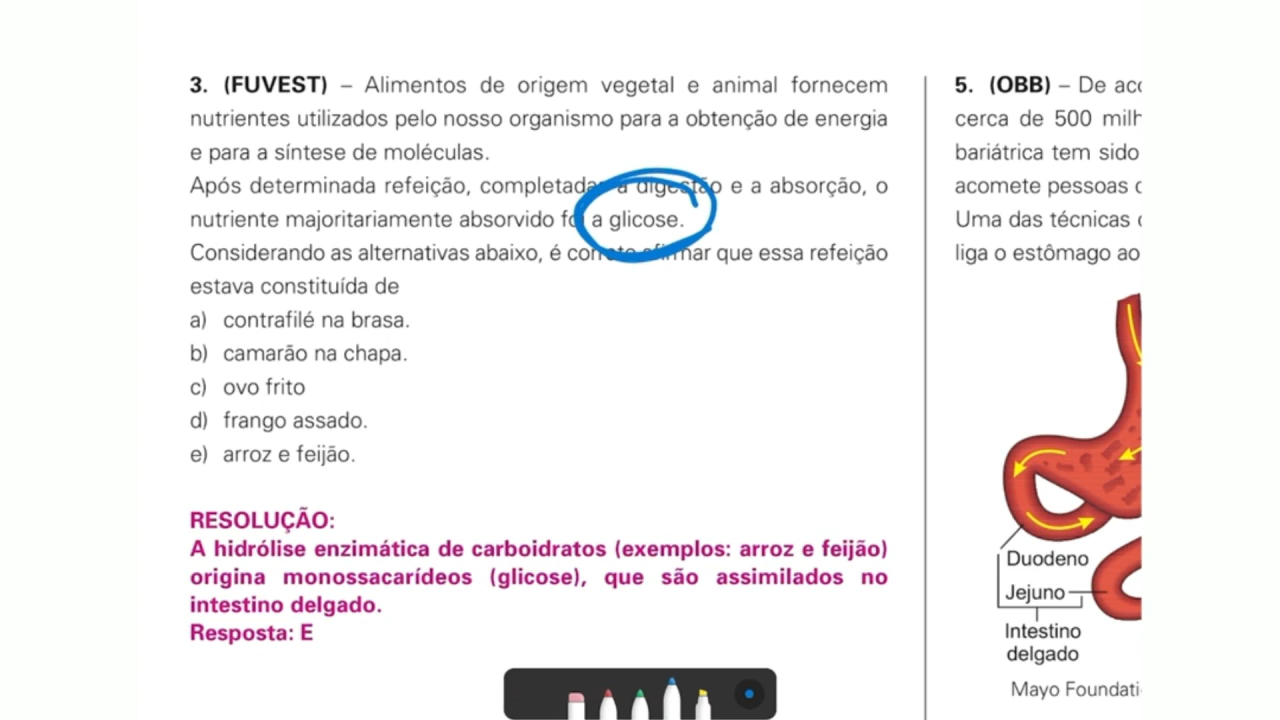 3. (FUVEST) – Alimentos de origem vegetal e animal fornecem
nutrientes utilizados pelo nosso organismo para a obtenção de energia
e para a síntese de moléculas.
Após determinada refeição, completadas a digestão e a absorção, o
nutriente majoritariamente absorvido foi a glicose.
Considerando as alternativas abaixo, é correto afirmar que essa refeição
estava constituída de
a) contrafilé na brasa.
b) camarão na chapa.
c) ovo frito
d) frango assado.
e) arroz e feijão.
RESOLUÇÃO:
A hidrólise enzimática de carboidratos (exemplos: arroz e feijão)
origina monossacarídeos (glicose), que são assimilados no
intestino delgado.
Resposta: E
5. (OBB) – De
cerca de 500
bariátrica tem sido
acomete pessoas
Uma das técnicas
liga o estômago ao
Duodeno
Jejuno
Intestino
delgado
Mayo